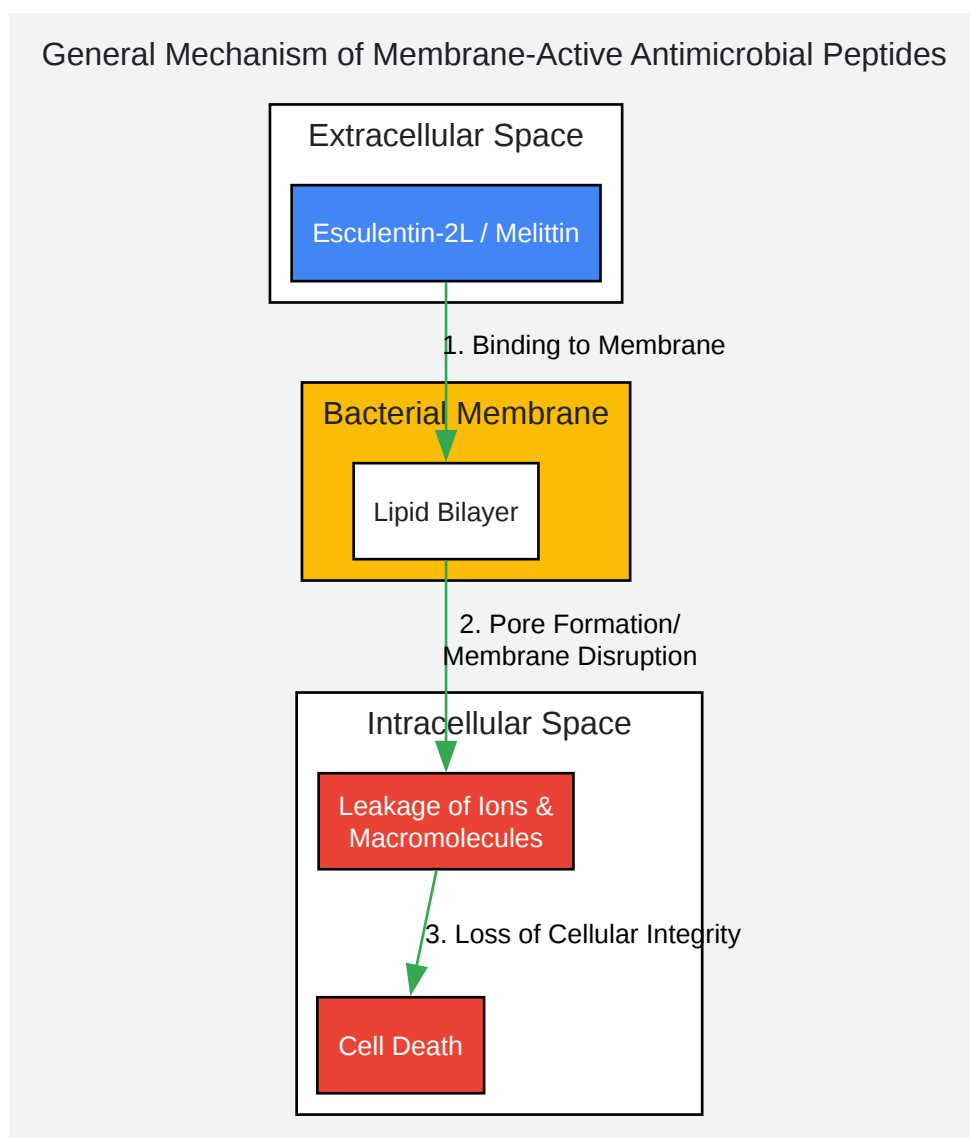 General Mechanism of Membrane-Active Antimicrobial Peptides
Extracellular Space
Esculentin-2L / Melittin
1. Binding to Membrane
Bacterial Membrane
Lipid Bilayer
2. Pore Formation/
Membrane Disruption
Intracellular Space
Leakage of Ions &
Macromolecules
3. Loss of Cellular Integrity
Cell Death